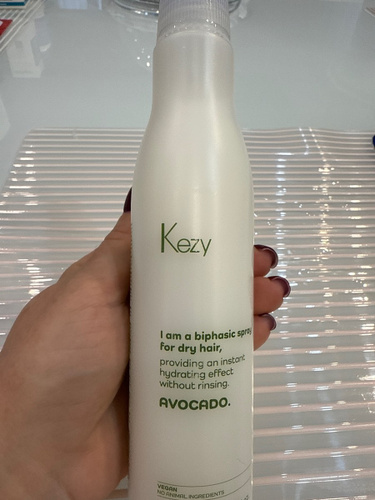 Kezy
I am a biphasic spray
for dry hair,
providing an instant
hydrating effect
without rinsing.
AVOCADO.
VEGAN
NO ANIMAL INGREDIENTS